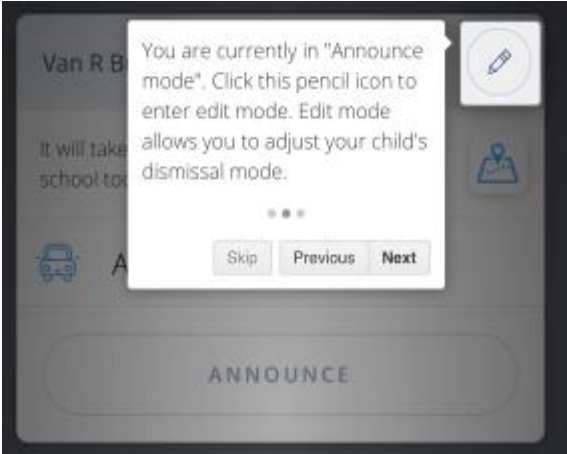 Van R B
You are currently in "Announce
mode". Click this pencil icon to
enter edit mode. Edit mode
allows you to adjust your child's
dismissal mode.
It will take
school
Skip Previous Next
A
ANNOUNCE